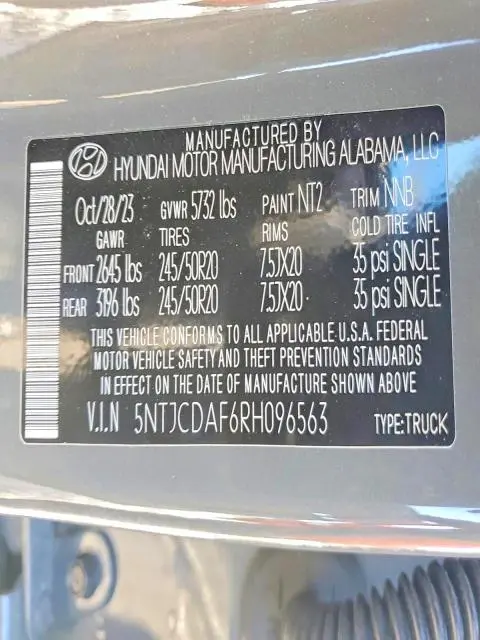 MANUFACTURED BY
HYUNDAI MOTOR MANUFACTURING ALABAMA, LLC
Oct/28/23 GVWR 5732 lbs PAINT NT2 TRIM NNB
GAWR TIRES RIMS COLD TIRE INFL
FRONT 2645 lbs 245/50R20 7.5JX20 35 psi SINGLE
REAR 3196 lbs 245/50R20 7.5JX20 35 psi SINGLE
THIS VEHICLE CONFORMS TO ALL APPLICABLE U.S.A. FEDERAL
MOTOR VEHICLE SAFETY AND THEFT PREVENTION STANDARDS
IN EFFECT ON THE DATE OF MANUFACTURE SHOWN ABOVE
V.I.N 5NTJCDAF6RH096563 TYPE:TRUCK